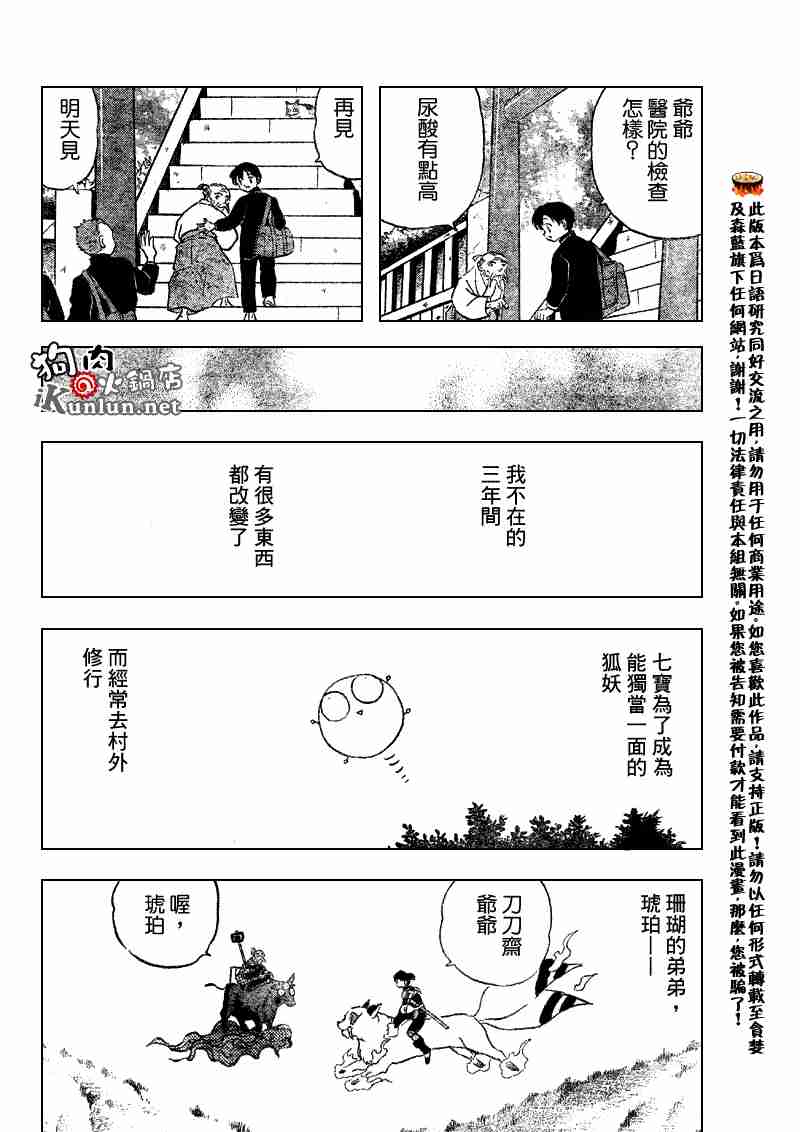 爺爺
醫院的檢查
怎樣?
尿酸有點高
再見
明天見
狗肉
火鍋店
iKunlun.net
我不在的
三年間
有很多東西
都改變了
七寶為了成為
能獨當一面的
狐妖
而經常去村外
修行
珊瑚的弟弟,
琥珀——
刀刀齋
爺爺
喔,
琥珀
此版本爲日語研究同好交流之用,請勿用于任何商業用途。如您喜歡此作品,請支持正版!請勿以任何形式轉載至貪婪
及森藍旗下任何網站,謝謝!一切法律責任與本組無關。如果您被告知需要付款才能看到此漫畫,那麼,您被騙了!